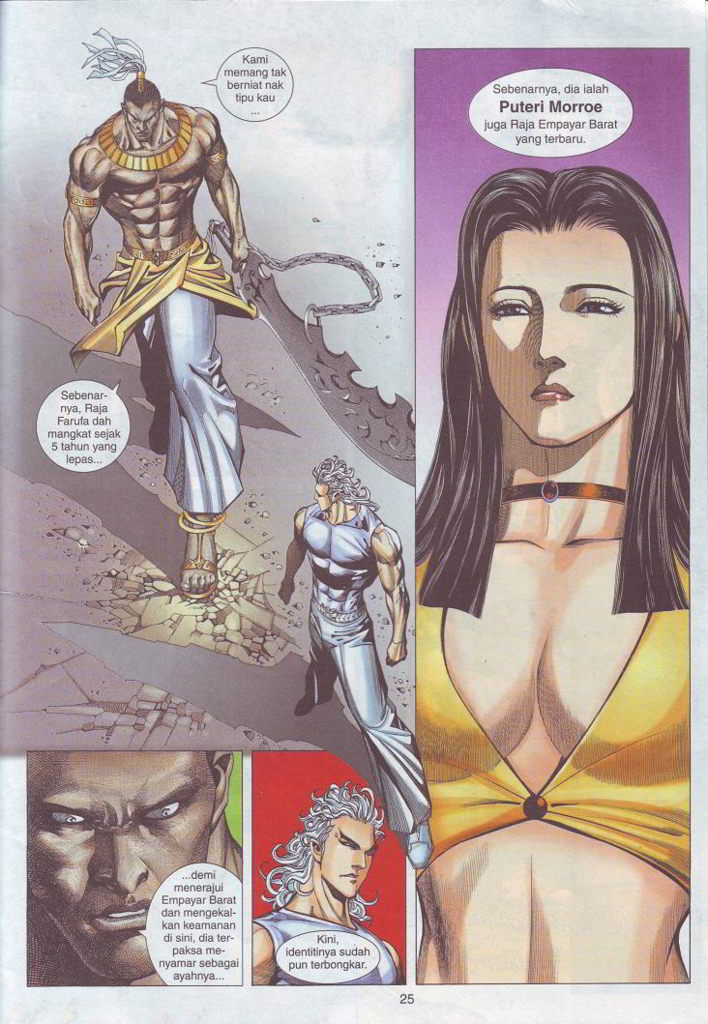 Kami
memang tak
berniat nak
tipu kau
...
Sebenar-
nya, Raja
Farufa dah
mangkat sejak
5 tahun yang
lepas...
Sebenarnya, dia ialah
Puteri Morroe
juga Raja Empayar Barat
yang terbaru.
...demi
menerajui
Empayar Barat
dan mengekal-
kan keamanan
di sini, dia ter-
paksa me-
nyamar sebagai
ayahnya...
Kini,
identitinya sudah
pun terbongkar.
25